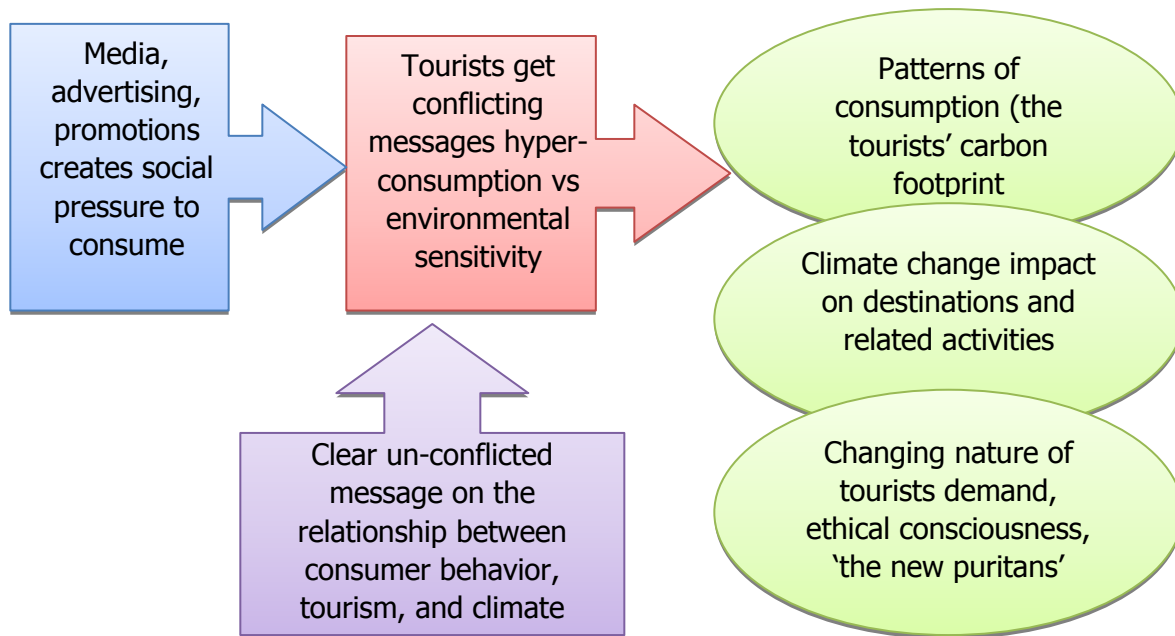 Media,
advertising,
promotions
creates social
pressure to
consume
Tourists get
conflicting
messages hyper-
consumption vs
environmental
sensitivity
Clear un-conflicted
message on the
relationship between
consumer behavior,
tourism, and climate
Patterns of
consumption (the
tourists’ carbon
footprint
Climate change impact
on destinations and
related activities
Changing nature of
tourists demand,
ethical consciousness,
‘the new puritans’